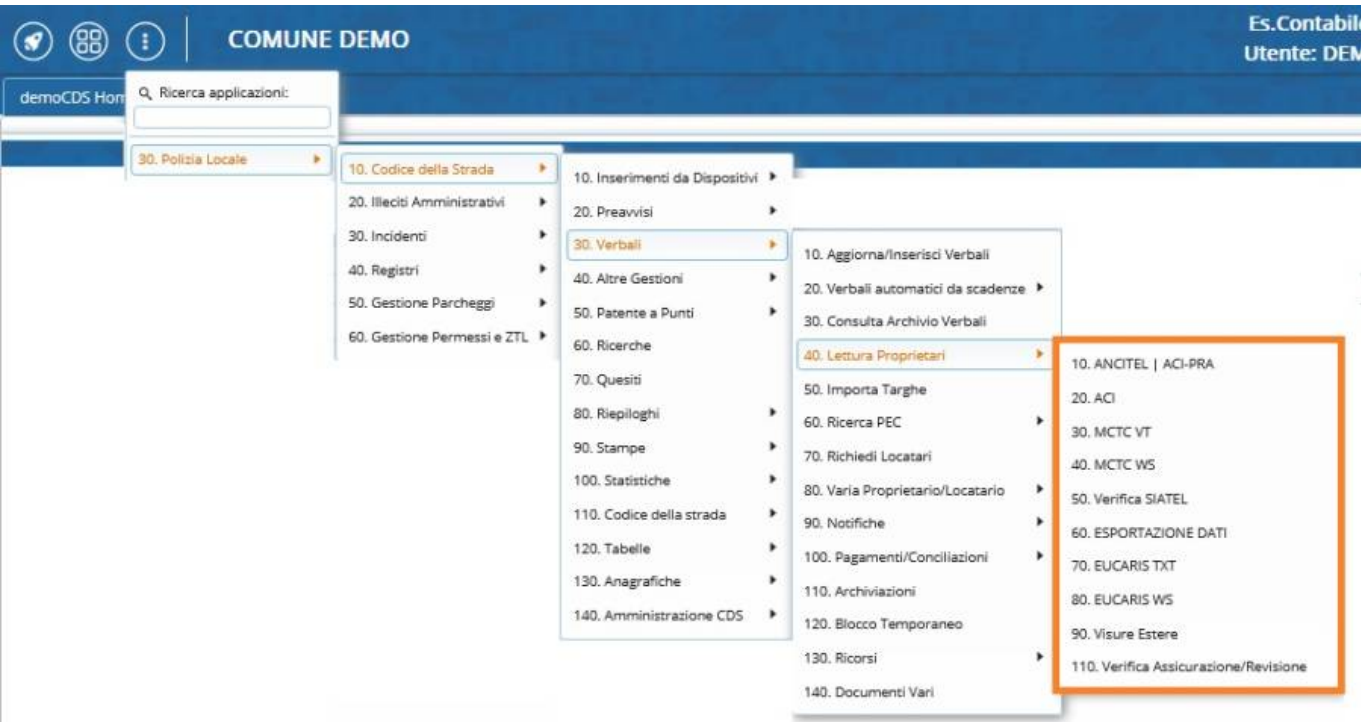 COMUNE DEMO
Es.Contabile
Utente: DEM
demoCDS Hom
Ricerca applicazioni:
30. Polizia Locale
10. Codice della Strada
20. Illeciti Amministrativi
30. Incidenti
40. Registri
50. Gestione Parcheggi
60. Gestione Permessi e ZTL
10. Inserimenti da Dispositivi
20. Preavvisi
30. Verbali
40. Altre Gestioni
50. Patente a Punti
60. Ricerche
70. Quesiti
80. Riepiloghi
90. Stampe
100. Statistiche
110. Codice della strada
120. Tabelle
130. Anagrafiche
140. Amministrazione CDS
10. Aggiorna/Inserisci Verbali
20. Verbali automatici da scadenze
30. Consulta Archivio Verbali
40. Lettura Proprietari
50. Importa Targhe
60. Ricerca PEC
70. Richiedi Locatari
80. Varia Proprietario/Locatario
90. Notifiche
100. Pagamenti/Conciliazioni
110. Archiviazioni
120. Blocco Temporaneo
130. Ricorsi
140. Documenti Vari
10. ANCITEL | ACI-PRA
20. ACI
30. MCTC VT
40. MCTC WS
50. Verifica SIATEL
60. ESPORTAZIONE DATI
70. EUCARIS TXT
80. EUCARIS WS
90. Visure Estere
110. Verifica Assicurazione/Revisione